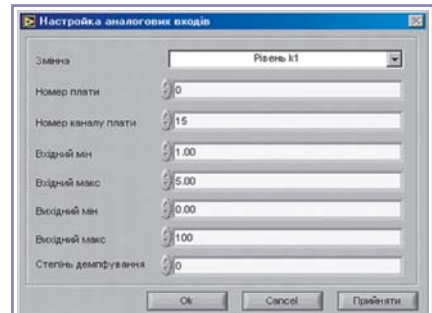 Настройка аналогових входів
Змінна Рівень k1
Номер плати 0
Номер каналу плати 15
Вхідний мін 1.00
Вхідний макс 5.00
Вихідний мін 0.00
Вихідний макс 100
Степінь демпфування 0
Ok Cancel Прийняти